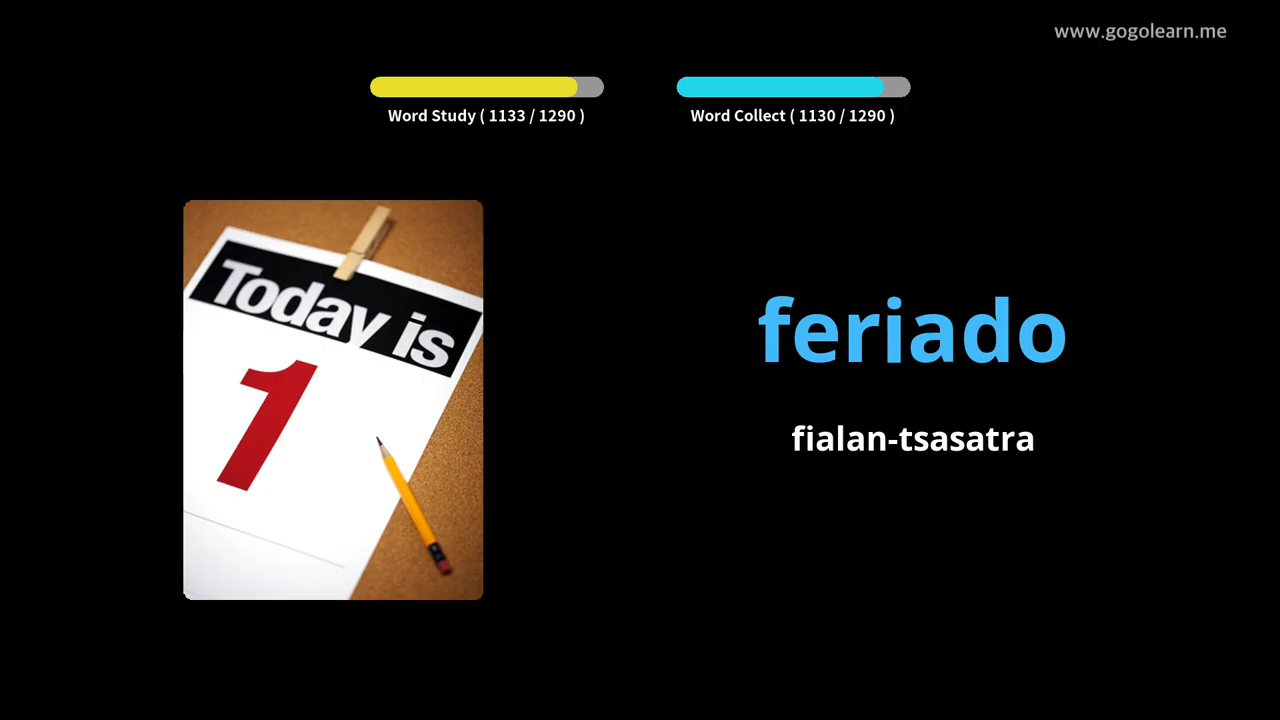 www.gogolearn.me
Word Study ( 1133 / 1290 )
Word Collect ( 1130 / 1290 )
Today is
1
feriado
fialan-tsasatra